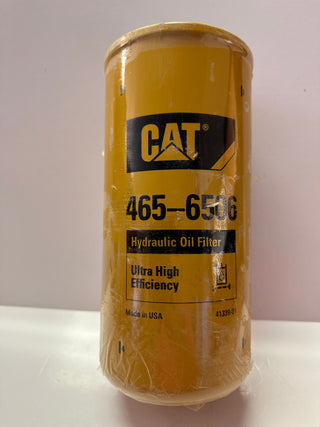 CAT®
465-6506
Hydraulic Oil Filter
Ultra High
Efficiency
Made in USA